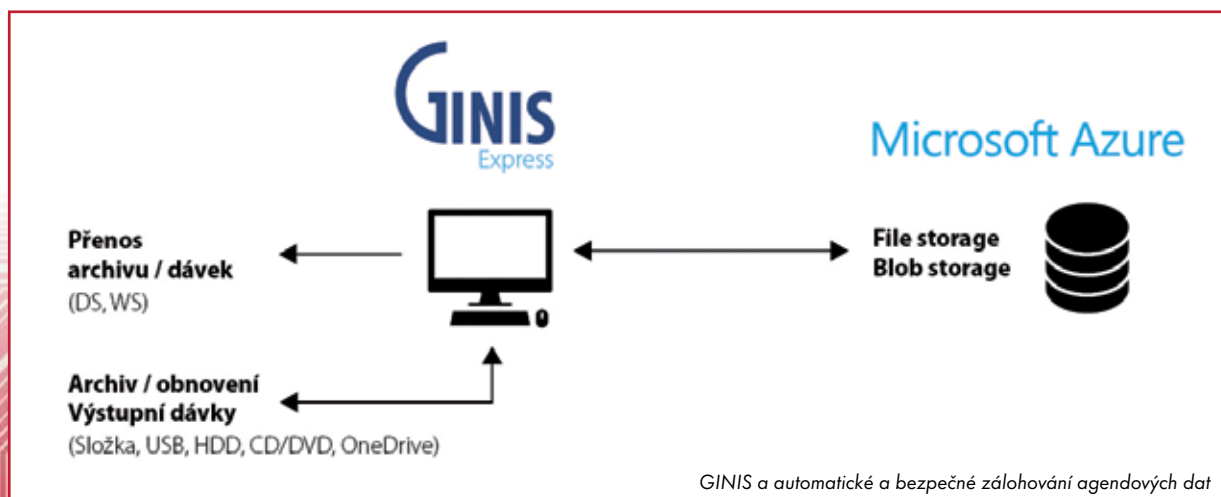 GINIS
Express
Microsoft Azure
Přenos
archivu / dávek
(DS, WS)
File storage
Blob storage
Archiv / obnovení
Výstupní dávky
(Složka, USB, HDD, CD/DVD, OneDrive)
GINIS a automatické a bezpečné zálohování agendových dat